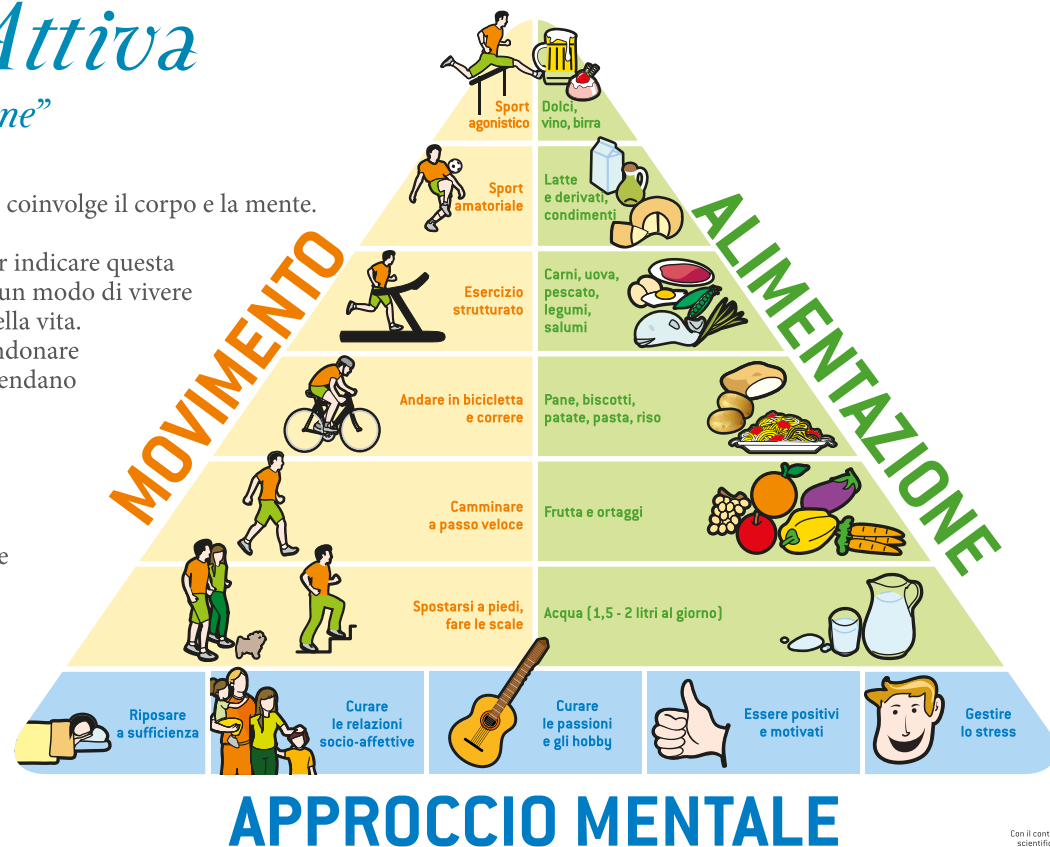 Attiva
ne”
coinvolge il corpo e la mente.
r indicare questa
un modo di vivere
ella vita.
ndonare
endano
e
MOVIMENTO
ALIMENTAZIONE
Sport
agonistico
Dolci,
vino, birra
Sport
amatoriale
Latte
e derivati,
condimenti
Esercizio
strutturato
Carni, uova,
pescato,
legumi,
salumi
Andare in bicicletta
e correre
Pane, biscotti,
patate, pasta, riso
Camminare
a passo veloce
Frutta e ortaggi
Spostarsi a piedi,
fare le scale
Acqua (1,5 - 2 litri al giorno)
Riposare
a sufficienza
Curare
le relazioni
socio-affettive
Curare
le passioni
e gli hobby
Essere positivi
e motivati
Gestire
lo stress
APPROCCIO MENTALE
Con il cont
scientific